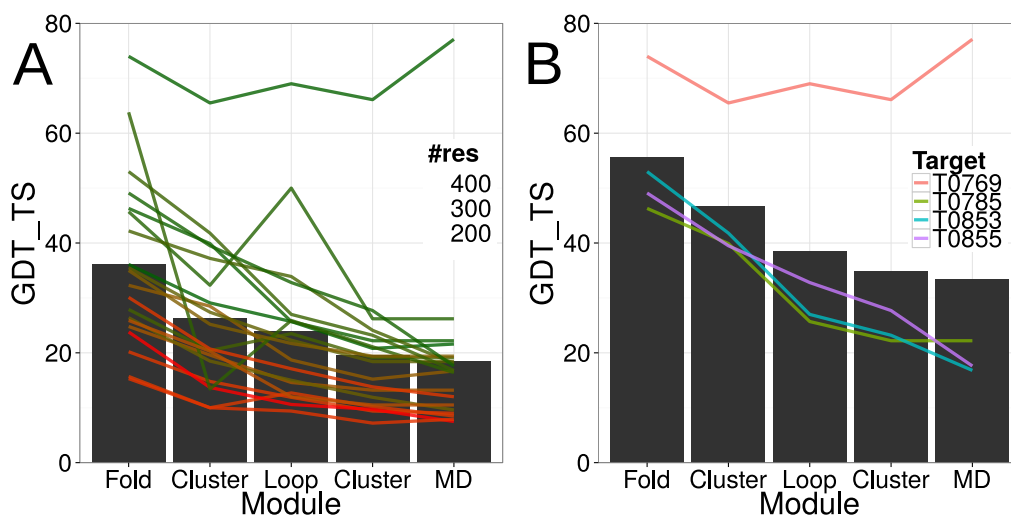 A
GDT_TS
80
60
40
20
0
#res
400
300
200
Fold Cluster Loop Cluster MD
Module
B
GDT_TS
80
60
40
20
0
Target
T0769
T0785
T0853
T0855
Fold Cluster Loop Cluster MD
Module